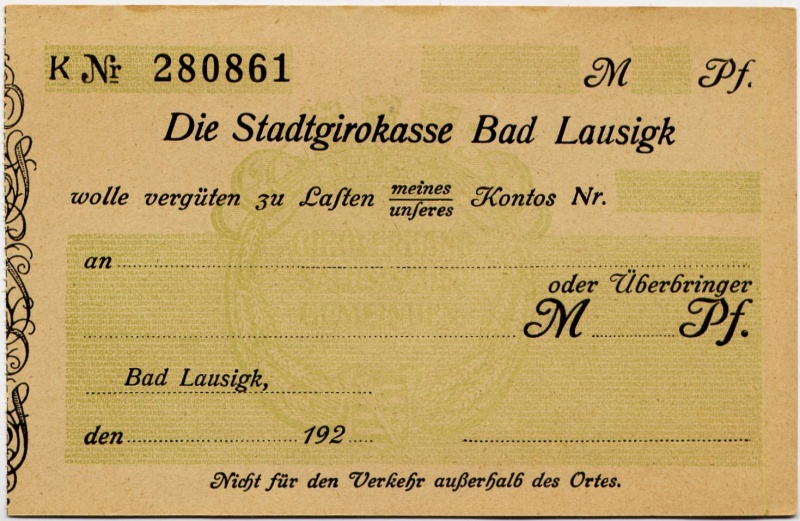 K Nr 280861 M Pf.
Die Stadtgirokasse Bad Lausigk
wolle vergüten zu Laſten meines Kontos Nr.
unſeres
an
oder Überbringer
M Pf.
Bad Lausigk,
den 192
Nicht für den Verkehr außerhalb des Ortes.